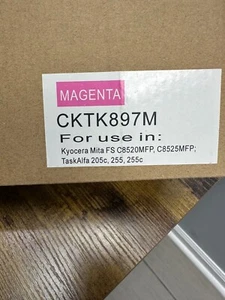 MAGENTA
CKTK897M
For use in:
Kyocera Mita FS C8520MFP, C8525MFP;
TaskAlfa 205c, 255, 255c